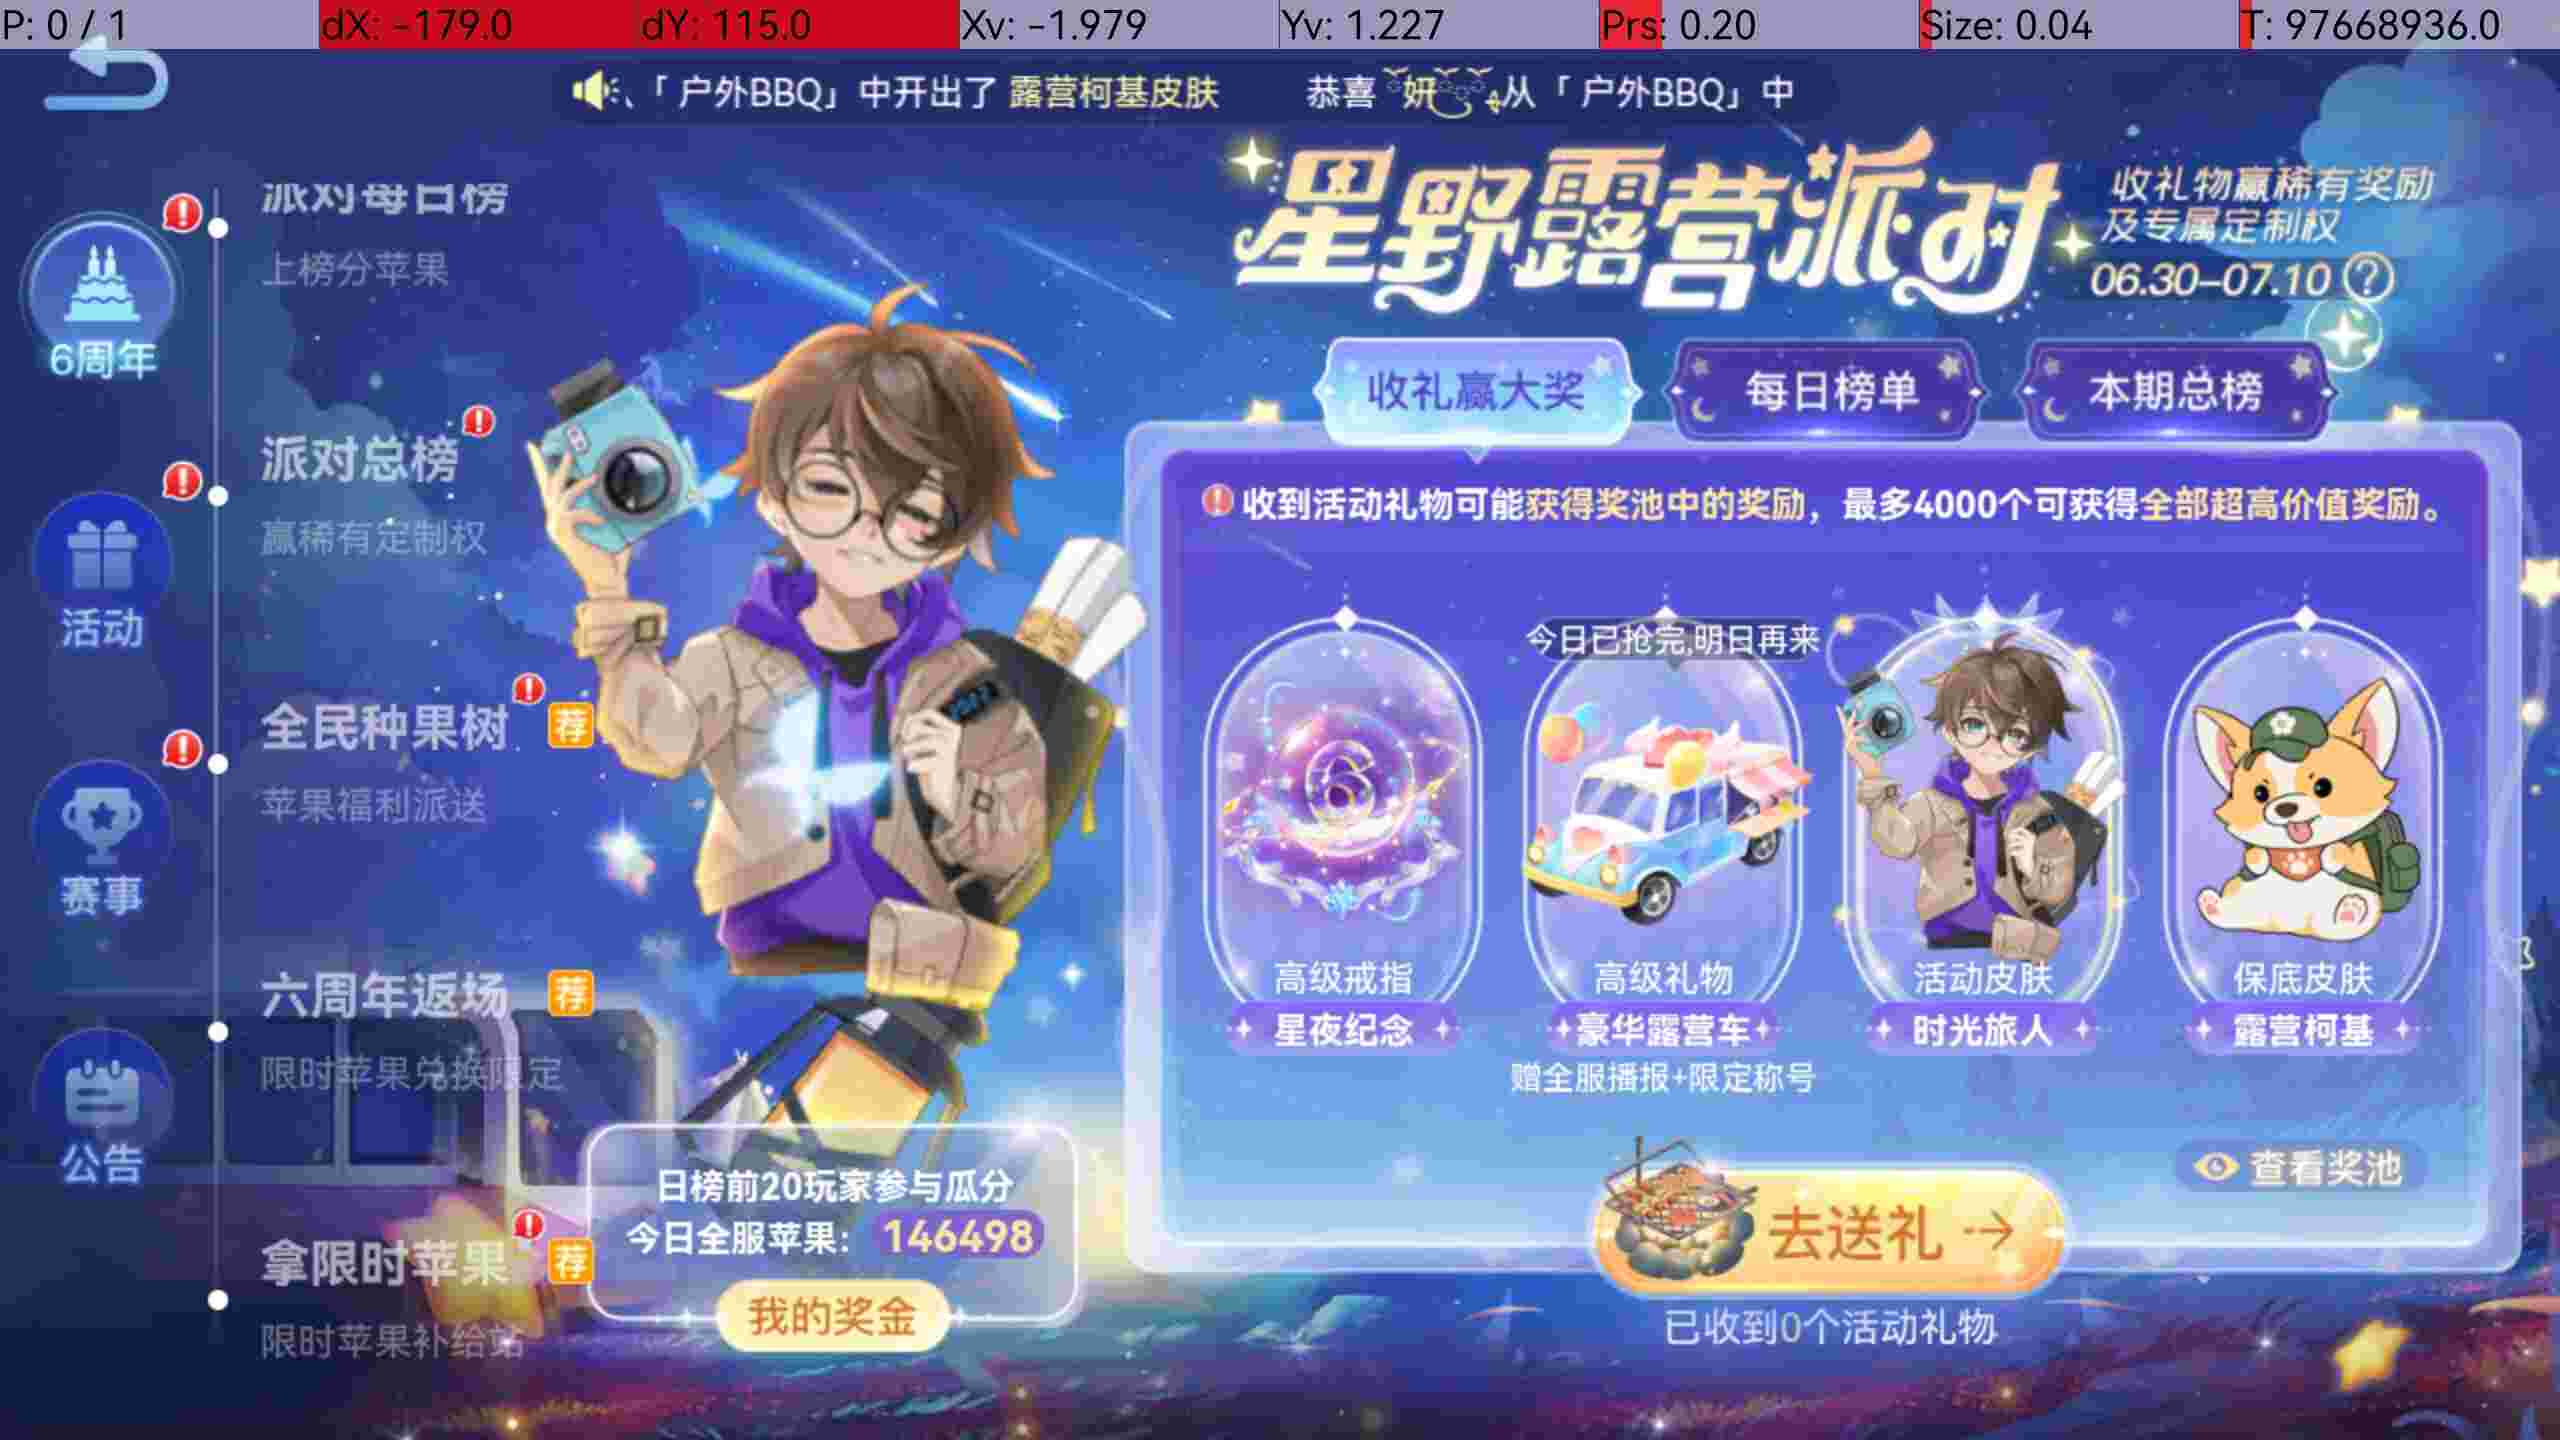 P: 0 / 1
dX: -179.0
dY: 115.0
Xv: -1.979
Yv: 1.227
Prs: 0.20
Size: 0.04
T: 97668936.0
、「户外BBQ」中开出了 露营柯基皮肤
恭喜 妍 从「户外BBQ」中
6周年
活动
赛事
公告
派对每日榜
上榜分苹果
派对总榜
赢稀有定制权
全民种果树 荐
苹果福利派送
六周年返场 荐
限时苹果兑换限定
拿限时苹果 荐
限时苹果补给站
星野露营派对
收礼物赢稀有奖励
及专属定制权
06.30-07.10 ?
收礼赢大奖
每日榜单
本期总榜
收到活动礼物可能获得奖池中的奖励，最多4000个可获得全部超高价值奖励。
今日已抢完,明日再来
6
高级戒指
星夜纪念
高级礼物
豪华露营车
赠全服播报+限定称号
活动皮肤
时光旅人
保底皮肤
露营柯基
查看奖池
去送礼
已收到0个活动礼物
日榜前20玩家参与瓜分
今日全服苹果： 146498
我的奖金